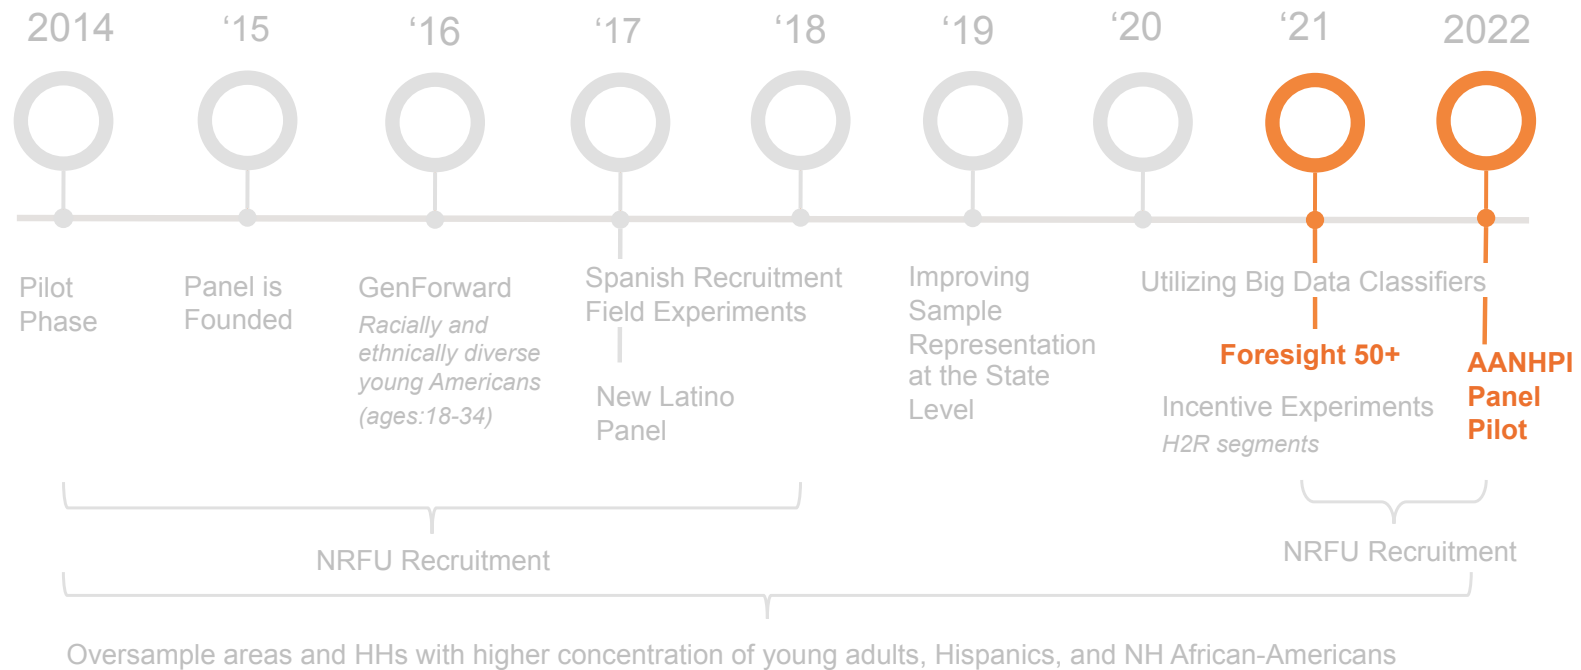 2014
‘15
‘16
‘17
‘18
‘19
‘20
‘21
2022
Pilot
Phase
Panel is
Founded
GenForward
Racially and
ethnically diverse
young Americans
(ages:18-34)
Spanish Recruitment
Field Experiments
New Latino
Panel
Improving
Sample
Representation
at the State
Level
Utilizing Big Data Classifiers
Foresight 50+
Incentive Experiments
H2R segments
AANHPI
Panel
Pilot
NRFU Recruitment
NRFU Recruitment
Oversample areas and HHs with higher concentration of young adults, Hispanics, and NH African-Americans